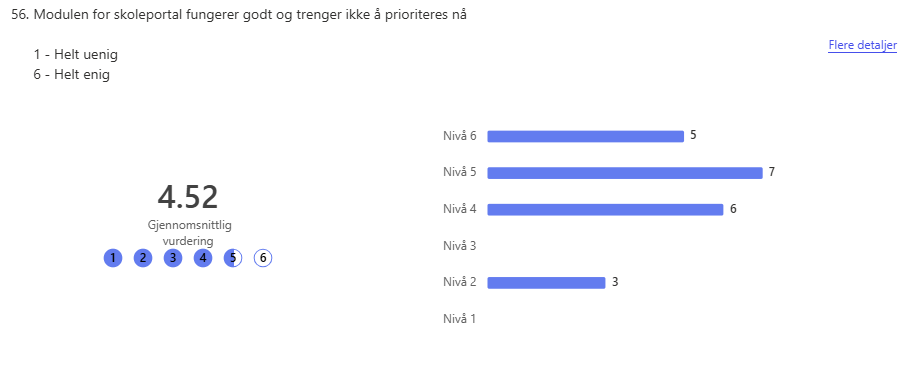 56. Modulen for skoleportal fungerer godt og trenger ikke å prioriteres nå
1 - Helt uenig
6 - Helt enig
Flere detaljer
4.52
Gjennomsnittlig
vurdering
1 2 3 4 5 6
Nivå 6 5
Nivå 5 7
Nivå 4 6
Nivå 3
Nivå 2 3
Nivå 1